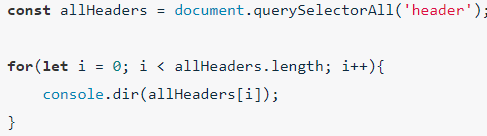 const allHeaders = document.querySelectorAll('header');
for(let i = 0; i < allHeaders.length; i++){
    console.dir(allHeaders[i]);
}